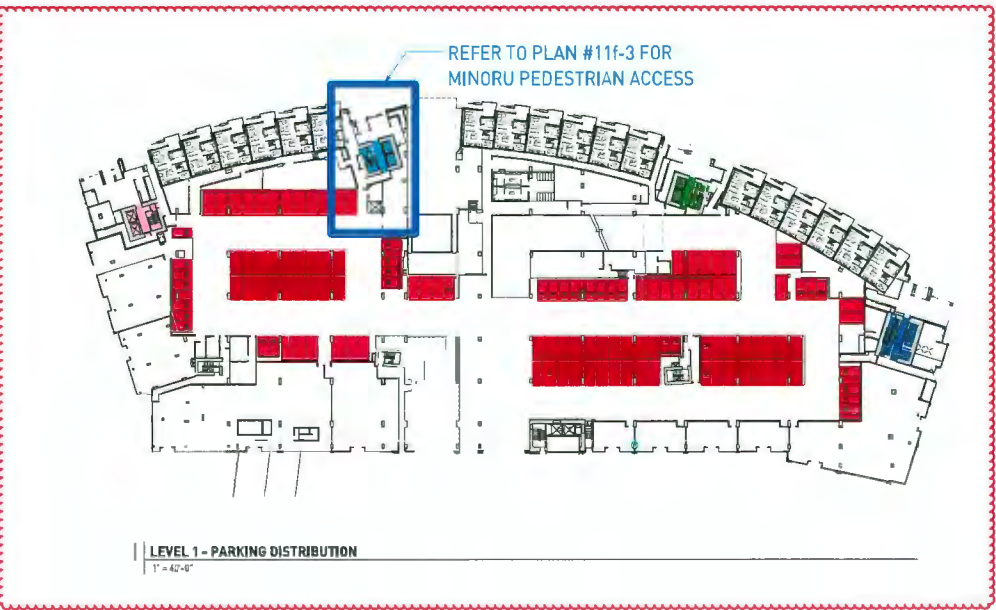 REFER TO PLAN #11f-3 FOR
MINORU PEDESTRIAN ACCESS
LEVEL 1 - PARKING DISTRIBUTION
1" = 40'-0"